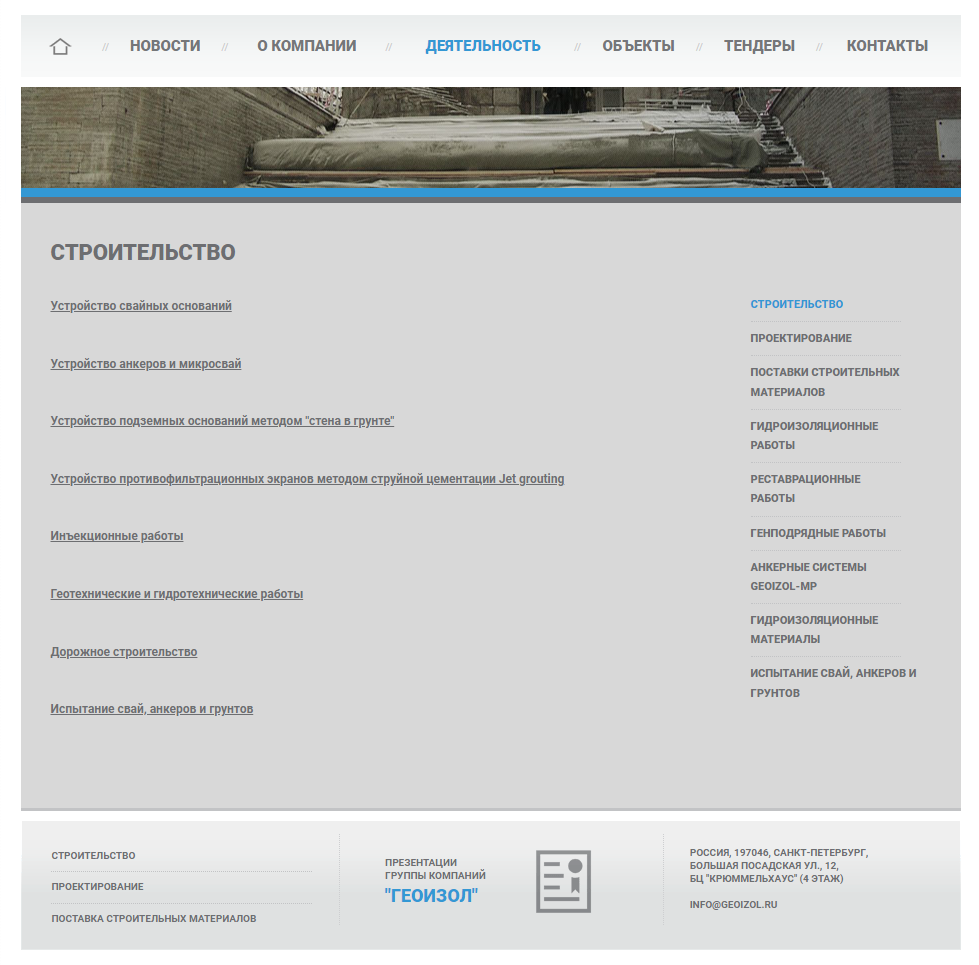 // НОВОСТИ // О КОМПАНИИ // ДЕЯТЕЛЬНОСТЬ // ОБЪЕКТЫ // ТЕНДЕРЫ // КОНТАКТЫ
СТРОИТЕЛЬСТВО
Устройство свайных оснований
Устройство анкеров и микросвай
Устройство подземных оснований методом "стена в грунте"
Устройство противофильтрационных экранов методом струйной цементации Jet grouting
Инъекционные работы
Геотехнические и гидротехнические работы
Дорожное строительство
Испытание свай, анкеров и грунтов
СТРОИТЕЛЬСТВО
ПРОЕКТИРОВАНИЕ
ПОСТАВКИ СТРОИТЕЛЬНЫХ
МАТЕРИАЛОВ
ГИДРОИЗОЛЯЦИОННЫЕ
РАБОТЫ
РЕСТАВРАЦИОННЫЕ
РАБОТЫ
ГЕНПОДРЯДНЫЕ РАБОТЫ
АНКЕРНЫЕ СИСТЕМЫ
GEOIZOL-MP
ГИДРОИЗОЛЯЦИОННЫЕ
МАТЕРИАЛЫ
ИСПЫТАНИЕ СВАЙ, АНКЕРОВ И
ГРУНТОВ
СТРОИТЕЛЬСТВО
ПРОЕКТИРОВАНИЕ
ПОСТАВКА СТРОИТЕЛЬНЫХ МАТЕРИАЛОВ
ПРЕЗЕНТАЦИИ
ГРУППЫ КОМПАНИЙ
"ГЕОИЗОЛ"
РОССИЯ, 197046, САНКТ-ПЕТЕРБУРГ,
БОЛЬШАЯ ПОСАДСКАЯ УЛ., 12,
БЦ "КРЮММЕЛЬХАУС" (4 ЭТАЖ)
INFO@GEOIZOL.RU